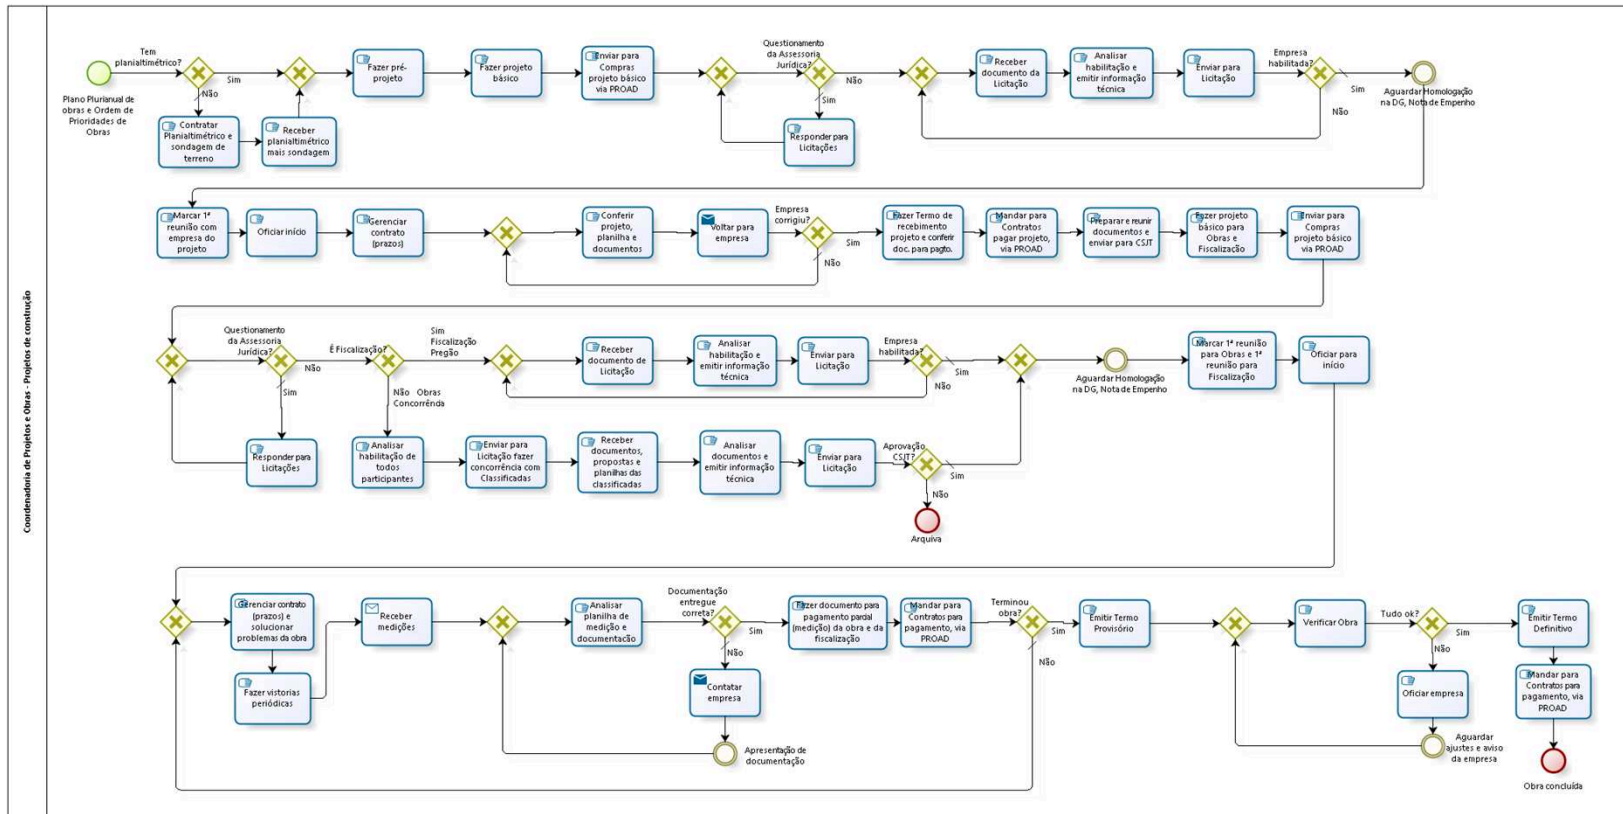 Coordenadoria de Projetos e Obras - Projetos de construção
Tem
planialtimétrico?
Sim
Não
Plano Plurianual de
obras e Ordem de
Prioridades de
Obras
Contratar
Planialtimétrico e
sondagem de
terreno
Receber
planialtimétrico
mais sondagem
Fazer pré-
projeto
Fazer projeto
básico
Enviar para
Compras
projeto básico
via PROAD
Questionamento
da Assessoria
Jurídica?
Não
Sim
Responder para
Licitações
Receber
documento da
Licitação
Analisar
habilitação e
emitir informação
técnica
Enviar para
Licitação
Empresa
habilitada?
Sim
Não
Aguardar Homologação
na DG, Nota de Empenho
Marcar 1ª
reunião com
empresa do
projeto
Oficiar início
Gerenciar
contrato
(prazos)
Conferir
projeto,
planilha e
documentos
Voltar para
empresa
Empresa
corrigiu?
Sim
Não
Fazer Termo de
recebimento
projeto e conferir
doc. para pagto.
Mandar para
Contratos
pagar projeto,
via PROAD
Preparar e reunir
documentos e
enviar para CSJT
Fazer projeto
básico para
Obras e
Fiscalização
Enviar para
Compras
projeto básico
via PROAD
Questionamento
da Assessoria
Jurídica?
Não
Sim
Responder para
Licitações
É Fiscalização?
Sim
Fiscalização
Pregão
Não Obras
Concorrência
Receber
documento de
Licitação
Analisar
habilitação e
emitir informação
técnica
Enviar para
Licitação
Empresa
habilitada?
Sim
Não
Analisar
habilitação de
todos
participantes
Enviar para
Licitação fazer
concorrência com
Classificadas
Receber
documentos,
propostas e
planilhas das
classificadas
Analisar
documentos e
emitir informação
técnica
Enviar para
Licitação
Aprovação
CSJT?
Sim
Não
Arquiva
Aguardar Homologação
na DG, Nota de Empenho
Marcar 1ª reunião
para Obras e 1ª
reunião para
Fiscalização
Oficiar para
início
Gerenciar contrato
(prazos) e
solucionar
problemas da obra
Fazer vistorias
periódicas
Receber
medições
Analisar
planilha de
medição e
documentacão
Documentação
entregue
correta?
Sim
Não
Contatar
empresa
Apresentação de
documentação
Fazer documento para
pagamento parcial
(medição) da obra e da
fiscalização
Mandar para
Contratos para
pagamento, via
PROAD
Terminou
obra?
Sim
Não
Emitir Termo
Provisório
Verificar Obra
Tudo ok?
Sim
Não
Oficiar empresa
Aguardar
ajustes e aviso
da empresa
Emitir Termo
Definitivo
Mandar para
Contratos para
pagamento, via
PROAD
Obra concluída